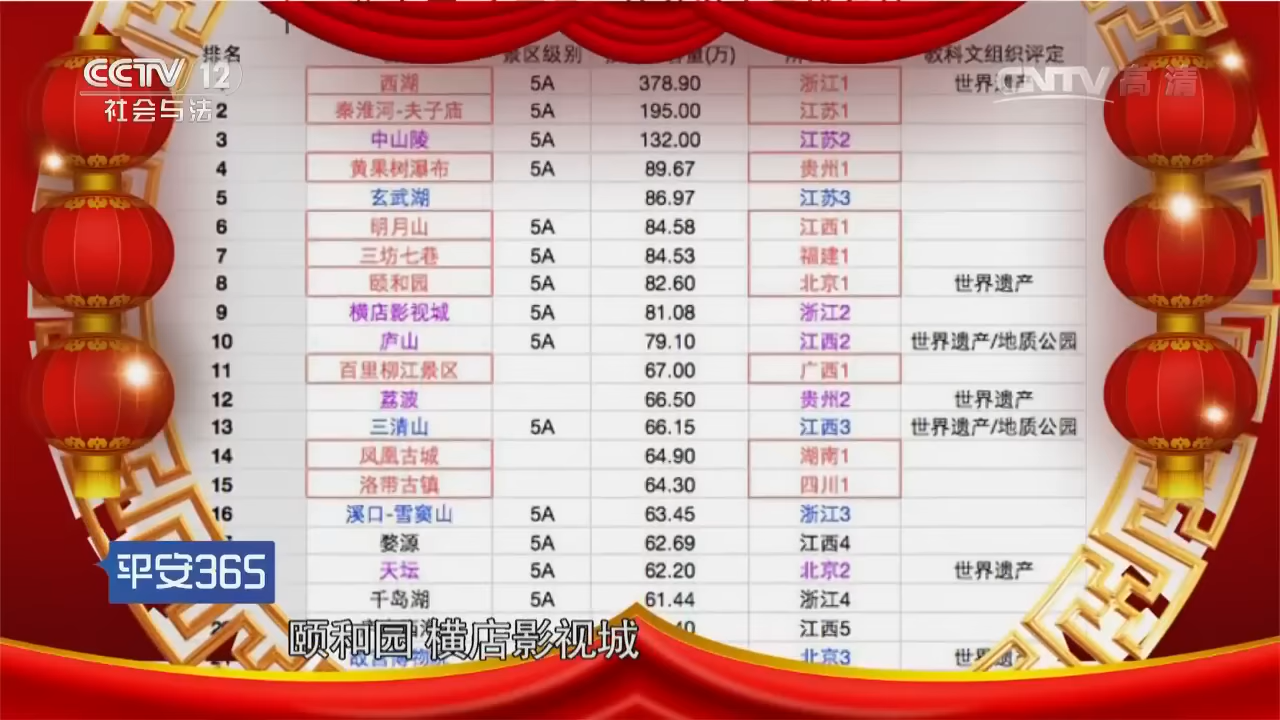 排名 景区级别 量(万) 教科文组织评定
CCTV 12 社会与法
CNTV 高清
1 西湖 5A 378.90 浙江1 世界遗产
2 秦淮河-夫子庙 5A 195.00 江苏1
3 中山陵 5A 132.00 江苏2
4 黄果树瀑布 5A 89.67 贵州1
5 玄武湖 86.97 江苏3
6 明月山 5A 84.58 江西1
7 三坊七巷 5A 84.53 福建1
8 颐和园 5A 82.60 北京1 世界遗产
9 横店影视城 5A 81.08 浙江2
10 庐山 5A 79.10 江西2 世界遗产/地质公园
11 百里柳江景区 67.00 广西1
12 荔波 66.50 贵州2 世界遗产
13 三清山 5A 66.15 江西3 世界遗产/地质公园
14 凤凰古城 64.90 湖南1
15 洛带古镇 64.30 四川1
16 溪口-雪窦山 5A 63.45 浙江3
婺源 5A 62.69 江西4
天坛 5A 62.20 北京2 世界遗产
千岛湖 5A 61.44 浙江4
江西5
北京3
平安365
颐和园 横店影视城